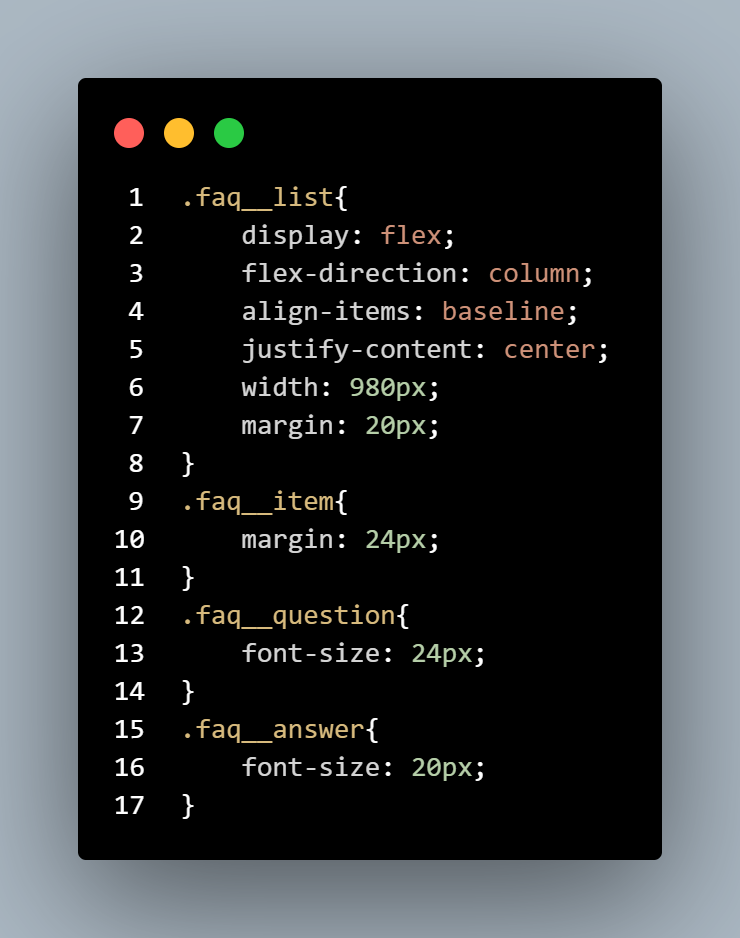 1 .faq__list{
2     display: flex;
3     flex-direction: column;
4     align-items: baseline;
5     justify-content: center;
6     width: 980px;
7     margin: 20px;
8 }
9 .faq__item{
10     margin: 24px;
11 }
12 .faq__question{
13     font-size: 24px;
14 }
15 .faq__answer{
16     font-size: 20px;
17 }